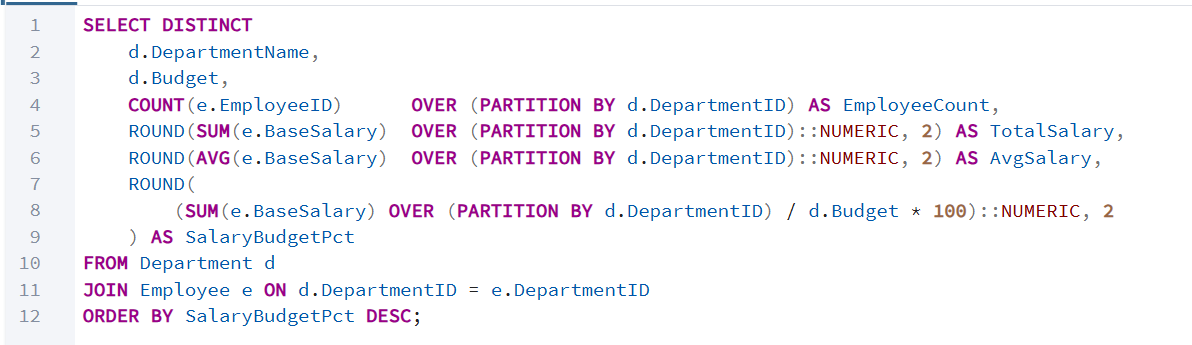 1 SELECT DISTINCT
2     d.DepartmentName,
3     d.Budget,
4     COUNT(e.EmployeeID)      OVER (PARTITION BY d.DepartmentID) AS EmployeeCount,
5     ROUND(SUM(e.BaseSalary)  OVER (PARTITION BY d.DepartmentID)::NUMERIC, 2) AS TotalSalary,
6     ROUND(AVG(e.BaseSalary)  OVER (PARTITION BY d.DepartmentID)::NUMERIC, 2) AS AvgSalary,
7     ROUND(
8         (SUM(e.BaseSalary) OVER (PARTITION BY d.DepartmentID) / d.Budget * 100)::NUMERIC, 2
9     ) AS SalaryBudgetPct
10 FROM Department d
11 JOIN Employee e ON d.DepartmentID = e.DepartmentID
12 ORDER BY SalaryBudgetPct DESC;